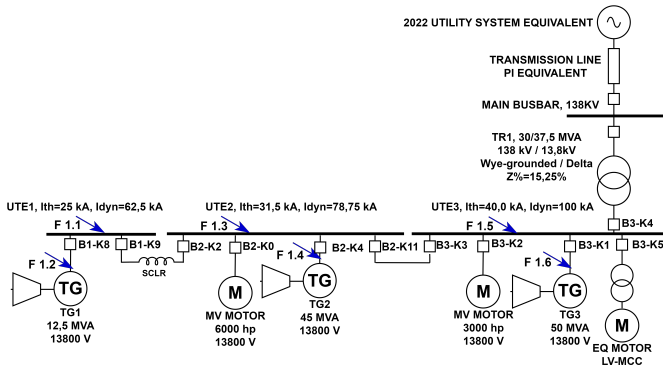 2022 UTILITY SYSTEM EQUIVALENT
TRANSMISSION LINE
PI EQUIVALENT
MAIN BUSBAR, 138KV
TR1, 30/37,5 MVA
138 kV / 13,8kV
Wye-grounded / Delta
Z%=15,25%
UTE1, Ith=25 kA, Idyn=62,5 kA
UTE2, Ith=31,5 kA, Idyn=78,75 kA
UTE3, Ith=40,0 kA, Idyn=100 kA
B3-K4
F 1.1
F 1.3
F 1.5
B1-K8
B1-K9
B2-K2
B2-K0
B2-K4
B2-K11
B3-K3
B3-K2
B3-K1
B3-K5
F 1.2
SCLR
F 1.4
F 1.6
TG
TG1
12,5 MVA
13800 V
M
MV MOTOR
6000 hp
13800 V
TG
TG2
45 MVA
13800 V
M
MV MOTOR
3000 hp
13800 V
TG
TG3
50 MVA
13800 V
M
EQ MOTOR
LV-MCC